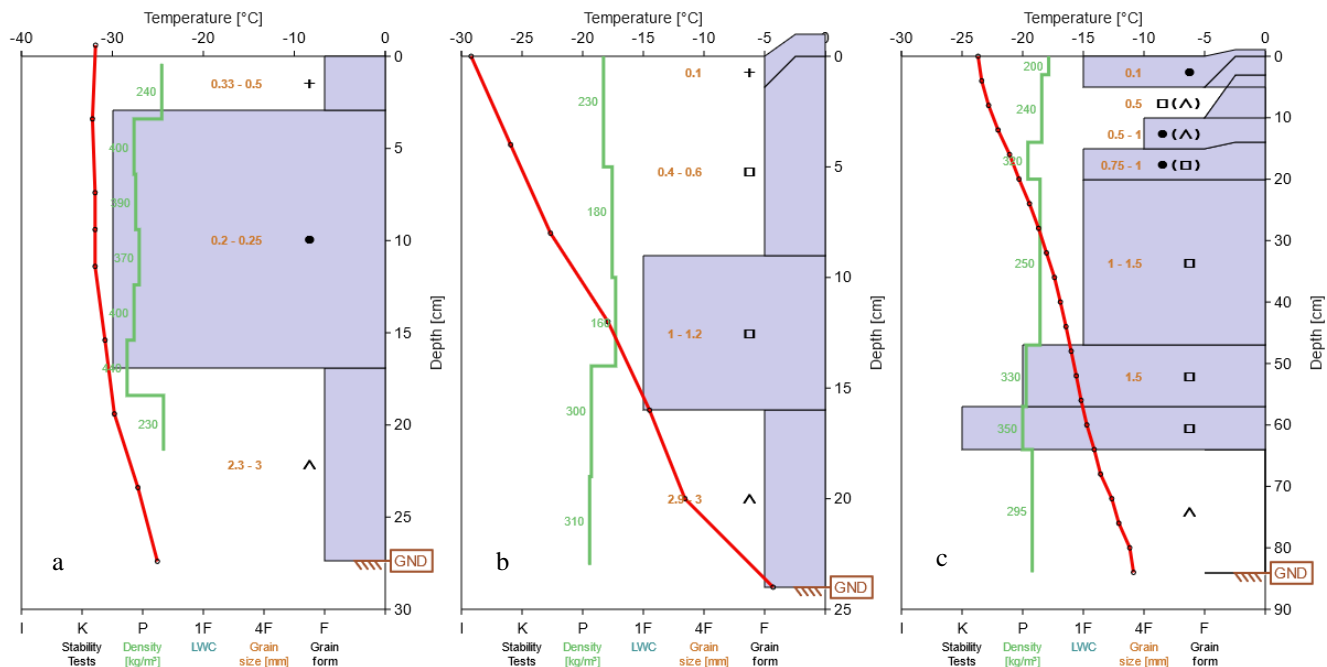 Temperature [°C]
-40 -30 -20 -10 0
0
5
10
15
20
25
30
Depth [cm]
240
400
390
370
400
440
230
0.33 - 0.5
0.2 - 0.25
2.3 - 3
a
GND
I K P 1F 4F F
Stability Tests
Density [kg/m³]
LWC
Grain size [mm]
Grain form
Temperature [°C]
-30 -25 -20 -15 -10 -5 0
0
5
10
15
20
25
Depth [cm]
230
180
160
300
310
0.1
0.4 - 0.6
1 - 1.2
2.9 - 3
b
GND
I K P 1F 4F F
Stability Tests
Density [kg/m³]
LWC
Grain size [mm]
Grain form
Temperature [°C]
-30 -25 -20 -15 -10 -5 0
0
10
20
30
40
50
60
70
80
90
Depth [cm]
200
240
320
250
330
350
295
0.1
0.5
0.5 - 1
0.75 - 1
1 - 1.5
1.5
c
GND
I K P 1F 4F F
Stability Tests
Density [kg/m³]
LWC
Grain size [mm]
Grain form